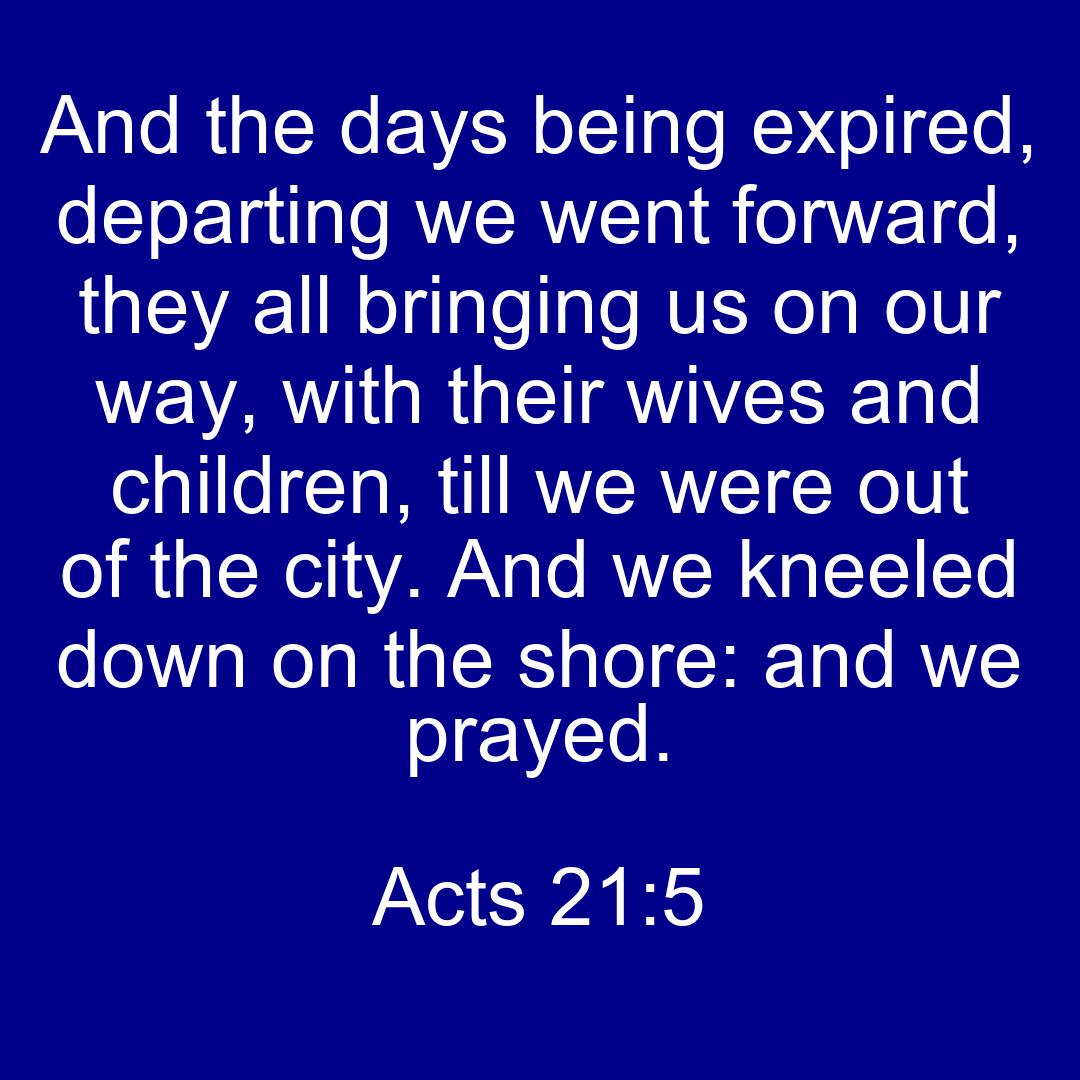 And the days being expired,
departing we went forward,
they all bringing us on our
way, with their wives and
children, till we were out
of the city. And we kneeled
down on the shore: and we
prayed.
Acts 21:5